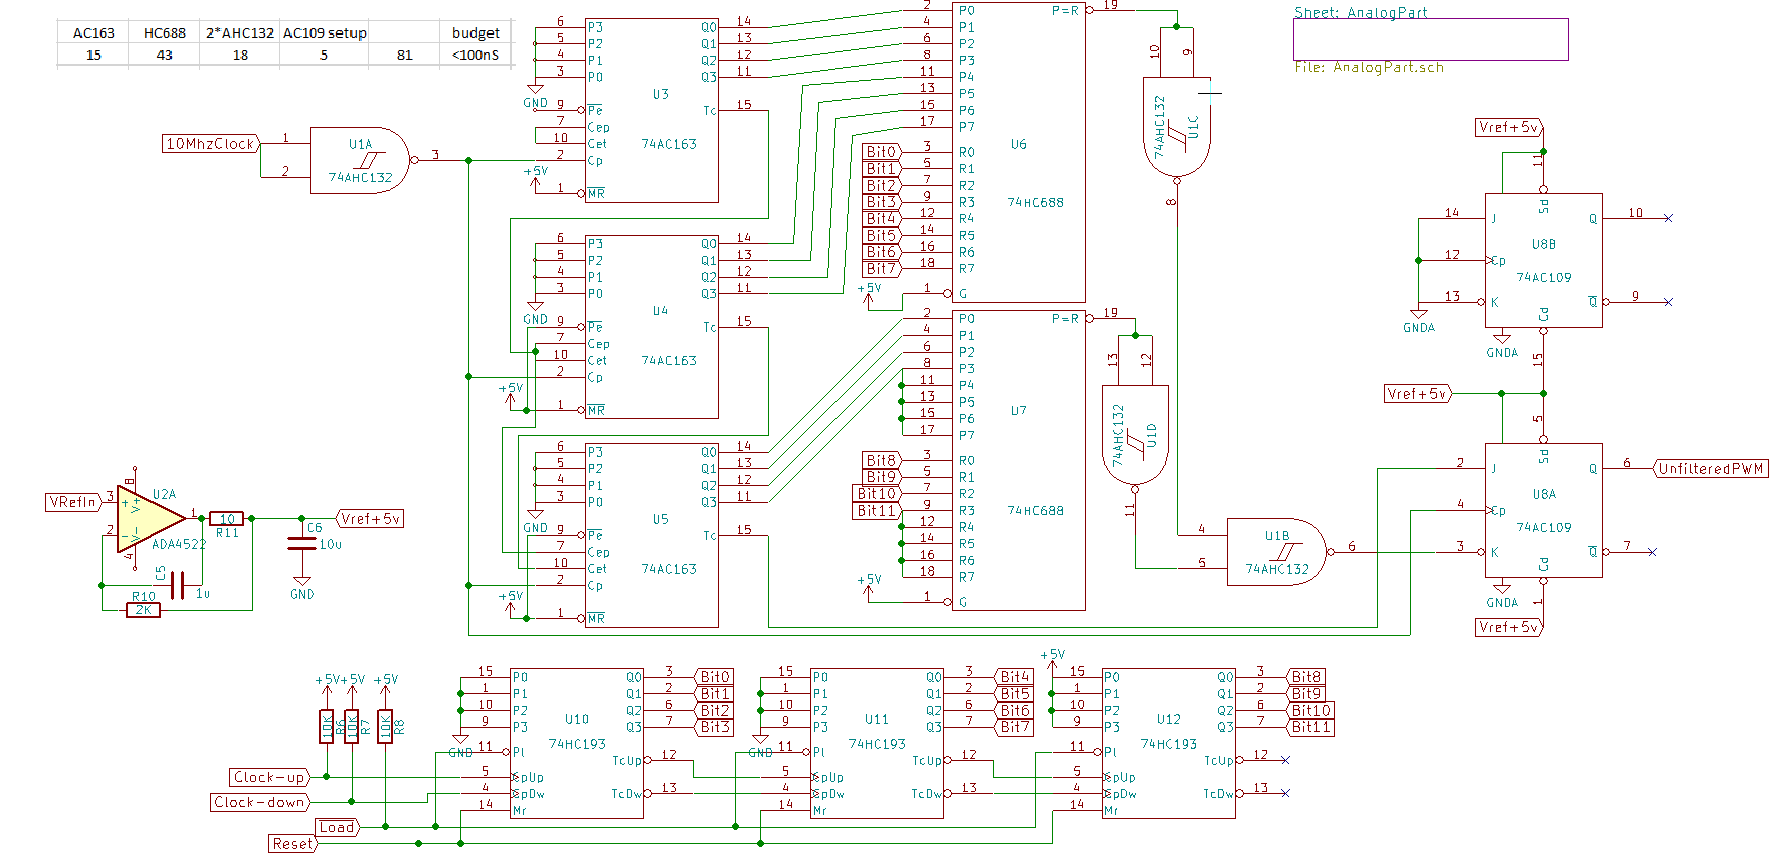 AC163 HC688 2*AHC132 AC109 setup budget
15 43 18 5 81 <100nS
Sheet: AnalogPart
File: AnalogPart.sch
10MhzClock 1 2 U1A 74AHC132 3
6 P3 Q0 14
5 P2 Q1 13
4 P1 Q2 12
3 P0 Q3 11
GND
U3
9 Pe Tc 15
7 Cep
10 Cet 74AC163
2 Cp
+5V
1 MR
6 P3 Q0 14
5 P2 Q1 13
4 P1 Q2 12
3 P0 Q3 11
GND
U4
9 Pe Tc 15
7 Cep
10 Cet 74AC163
2 Cp
+5V
1 MR
6 P3 Q0 14
5 P2 Q1 13
4 P1 Q2 12
3 P0 Q3 11
GND
U5
9 Pe Tc 15
7 Cep
10 Cet 74AC163
2 Cp
+5V
1 MR
2 P0 P=R 19
4 P1
6 P2
8 P3
11 P4
13 P5
15 P6
17 P7
U6
Bit0 3 R0
Bit1 5 R1
Bit2 7 R2
Bit3 9 R3 74HC688
Bit4 12 R4
Bit5 14 R5
Bit6 16 R6
Bit7 18 R7
+5V
1 G
2 P0 P=R 19
4 P1
6 P2
8 P3
11 P4
13 P5
15 P6
17 P7
U7
Bit8 3 R0
Bit9 5 R1
Bit10 7 R2
Bit11 9 R3 74HC688
12 R4
14 R5
16 R6
18 R7
+5V
1 G
10 9
74AHC132 U1C
8
13 12
74AHC132 U1D
11
4 5 U1B 74AHC132 6
Vref+5v
11
Sd
14 J Q 10
U8B
12 Cp
74AC109
13 K Q 9
Cd
GNDA
GNDA
15
Vref+5v
5
Sd
2 J Q 6 UnfilteredPWM
U8A
4 Cp
74AC109
3 K Q 7
Cd
GNDA
1
Vref+5v
VRefIn 3 U2A 8 V+ + 1
2 - V- 4 ADA4522
10 R11
Vref+5v
C6 10u
GND
C5 1u
R10 2K
+5V +5V +5V
10K R6 10K R7 10K R8
Clock-up
Clock-down
Load
Reset
15 P0 Q0 3 Bit0
1 P1 Q1 2 Bit1
10 P2 Q2 6 Bit2
9 P3 Q3 7 Bit3
U10
GND
74HC193
11 Pl
TcUp 12
5 cpUp
4 cpDw TcDw 13
14 Mr
15 P0 Q0 3 Bit4
1 P1 Q1 2 Bit5
10 P2 Q2 6 Bit6
9 P3 Q3 7 Bit7
U11
GND
74HC193
11 Pl
TcUp 12
5 cpUp
4 cpDw TcDw 13
14 Mr
+5V
15 P0 Q0 3 Bit8
1 P1 Q1 2 Bit9
10 P2 Q2 6 Bit10
9 P3 Q3 7 Bit11
U12
74HC193
11 Pl
TcUp 12
5 cpUp
4 cpDw TcDw 13
14 Mr